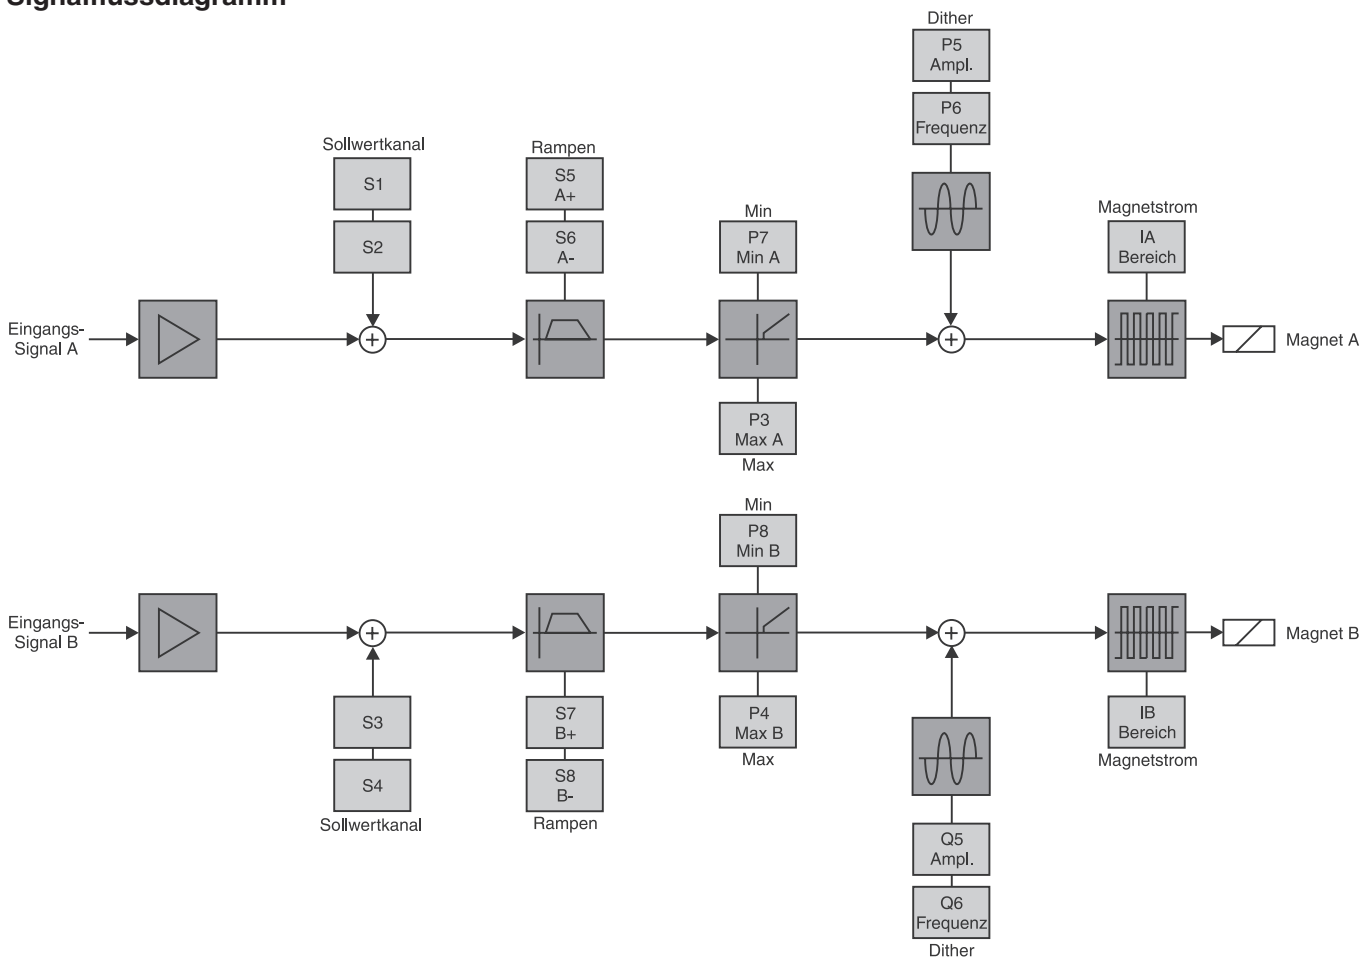 Dither
P5
Ampl.
P6
Frequenz
Sollwertkanal
S1
S2
Rampen
S5
A+
S6
A-
Min
P7
Min A
Magnetstrom
IA
Bereich
Eingangs-
Signal A
Magnet A
P3
Max A
Max
Min
P8
Min B
Eingangs-
Signal B
Magnet B
S3
S4
Sollwertkanal
S7
B+
S8
B-
Rampen
P4
Max B
Max
IB
Bereich
Magnetstrom
Q5
Ampl.
Q6
Frequenz
Dither